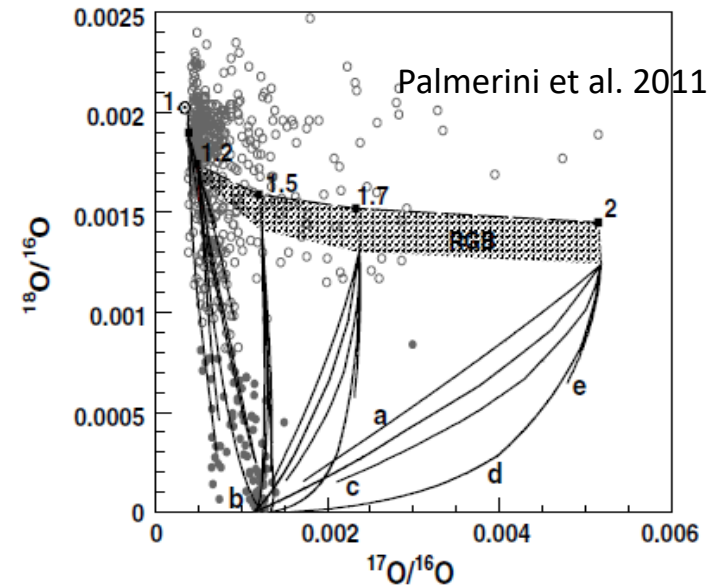 0.0025
Palmerini et al. 2011
0.002
1
1.2
1.5
1.7
2
0.0015
RGB
¹⁸O/¹⁶O
0.001
e
a
0.0005
d
c
b
0
0 0.002 0.004 0.006
¹⁷O/¹⁶O